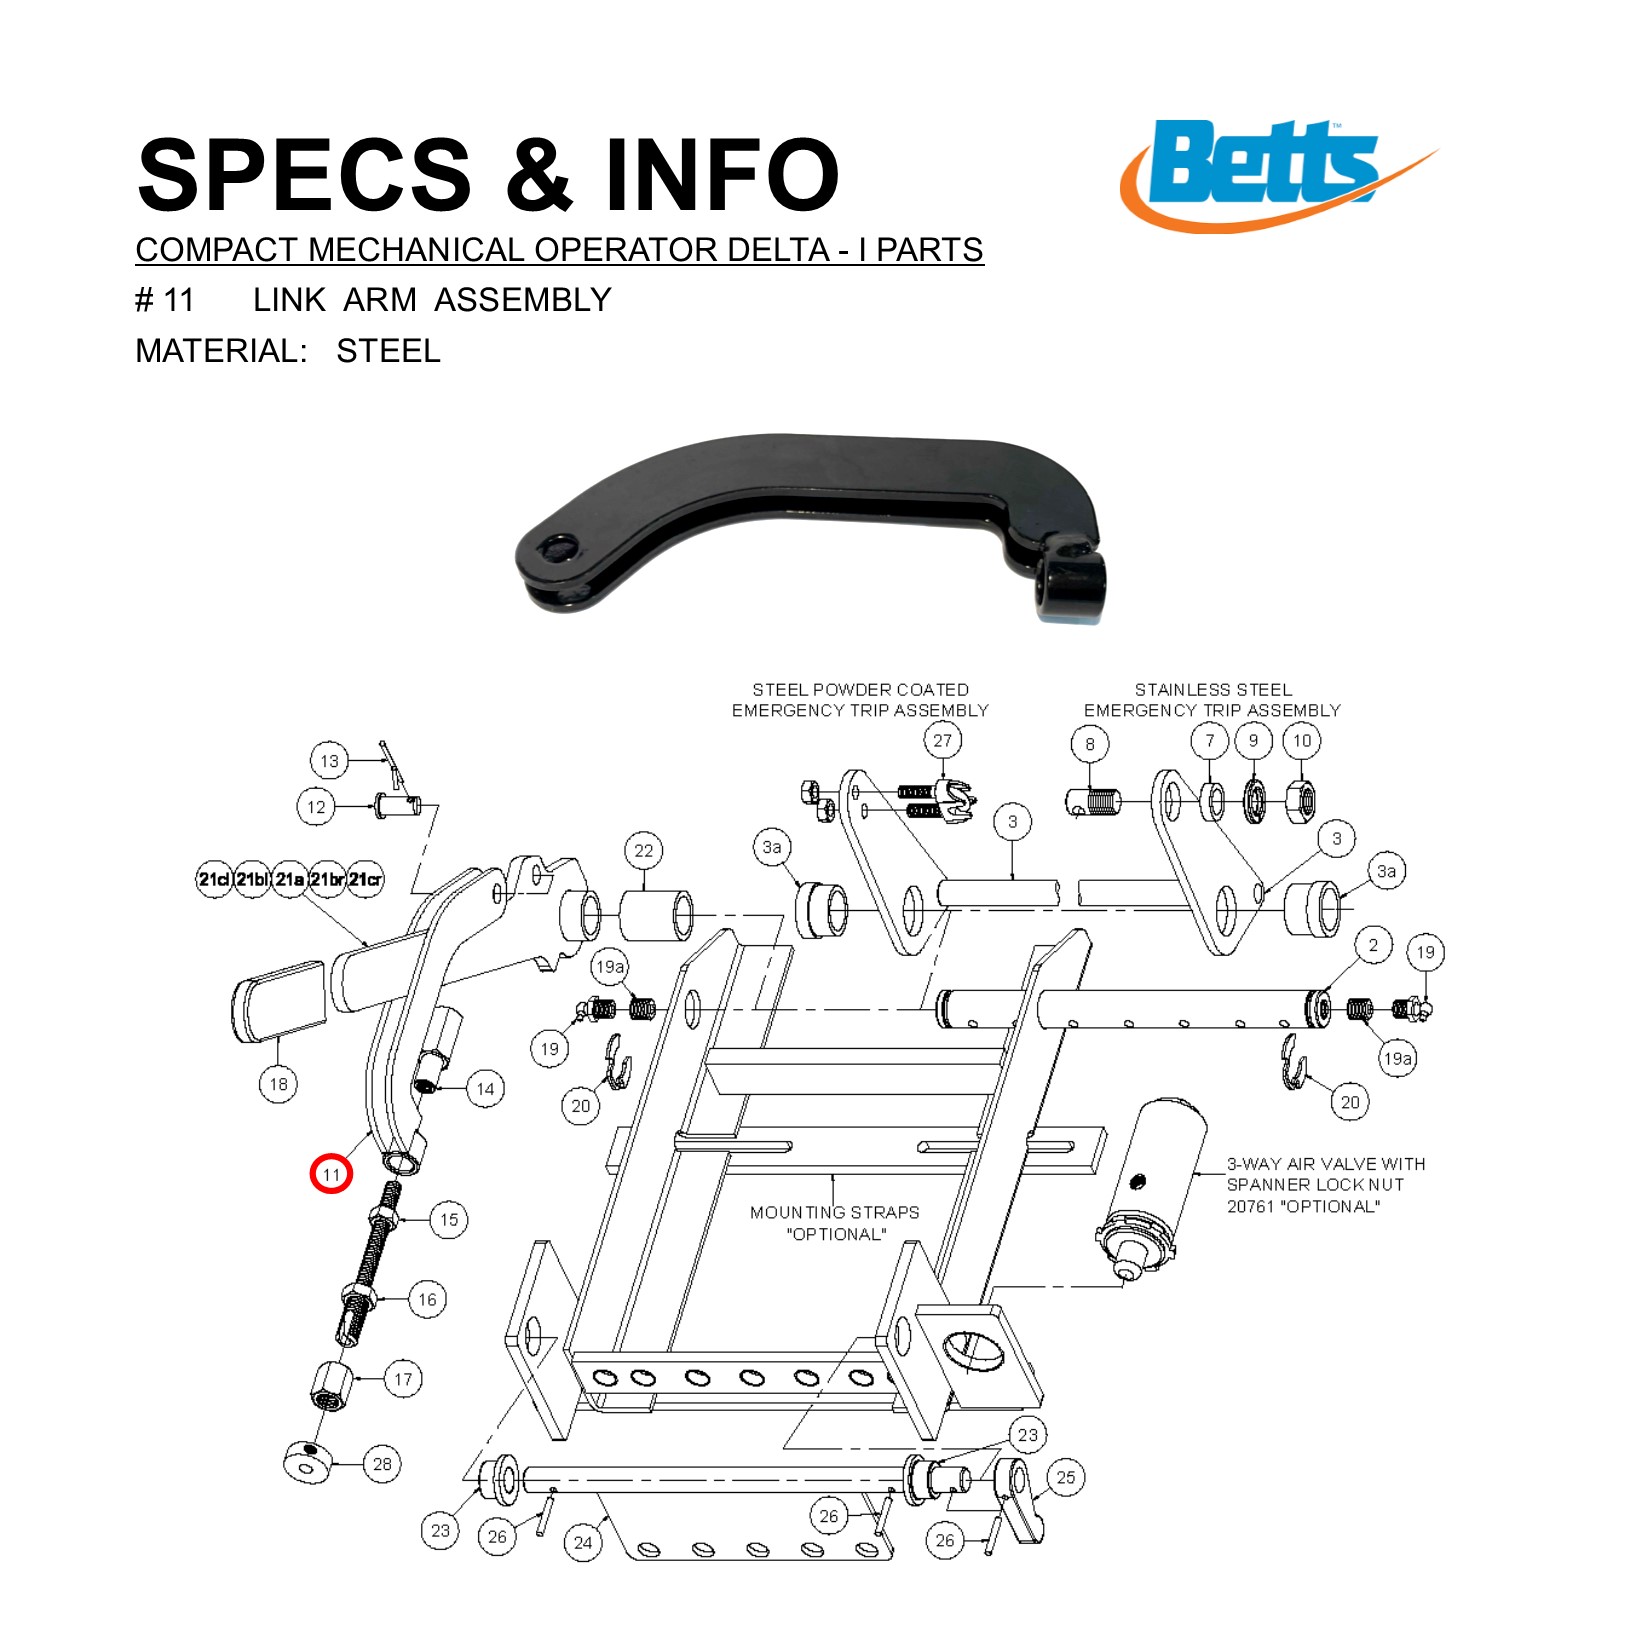 SPECS & INFO
Betts™
COMPACT MECHANICAL OPERATOR DELTA - I PARTS
# 11 LINK ARM ASSEMBLY
MATERIAL: STEEL
STEEL POWDER COATED
EMERGENCY TRIP ASSEMBLY
STAINLESS STEEL
EMERGENCY TRIP ASSEMBLY
27
8
7
9
10
13
12
3
3
22
3a
3a
21cl
21bl
21a
21br
21cr
2
19
19a
19
19a
20
20
18
14
11
3-WAY AIR VALVE WITH
SPANNER LOCK NUT
20761 "OPTIONAL"
MOUNTING STRAPS
"OPTIONAL"
15
16
17
28
23
25
23
26
24
26
26